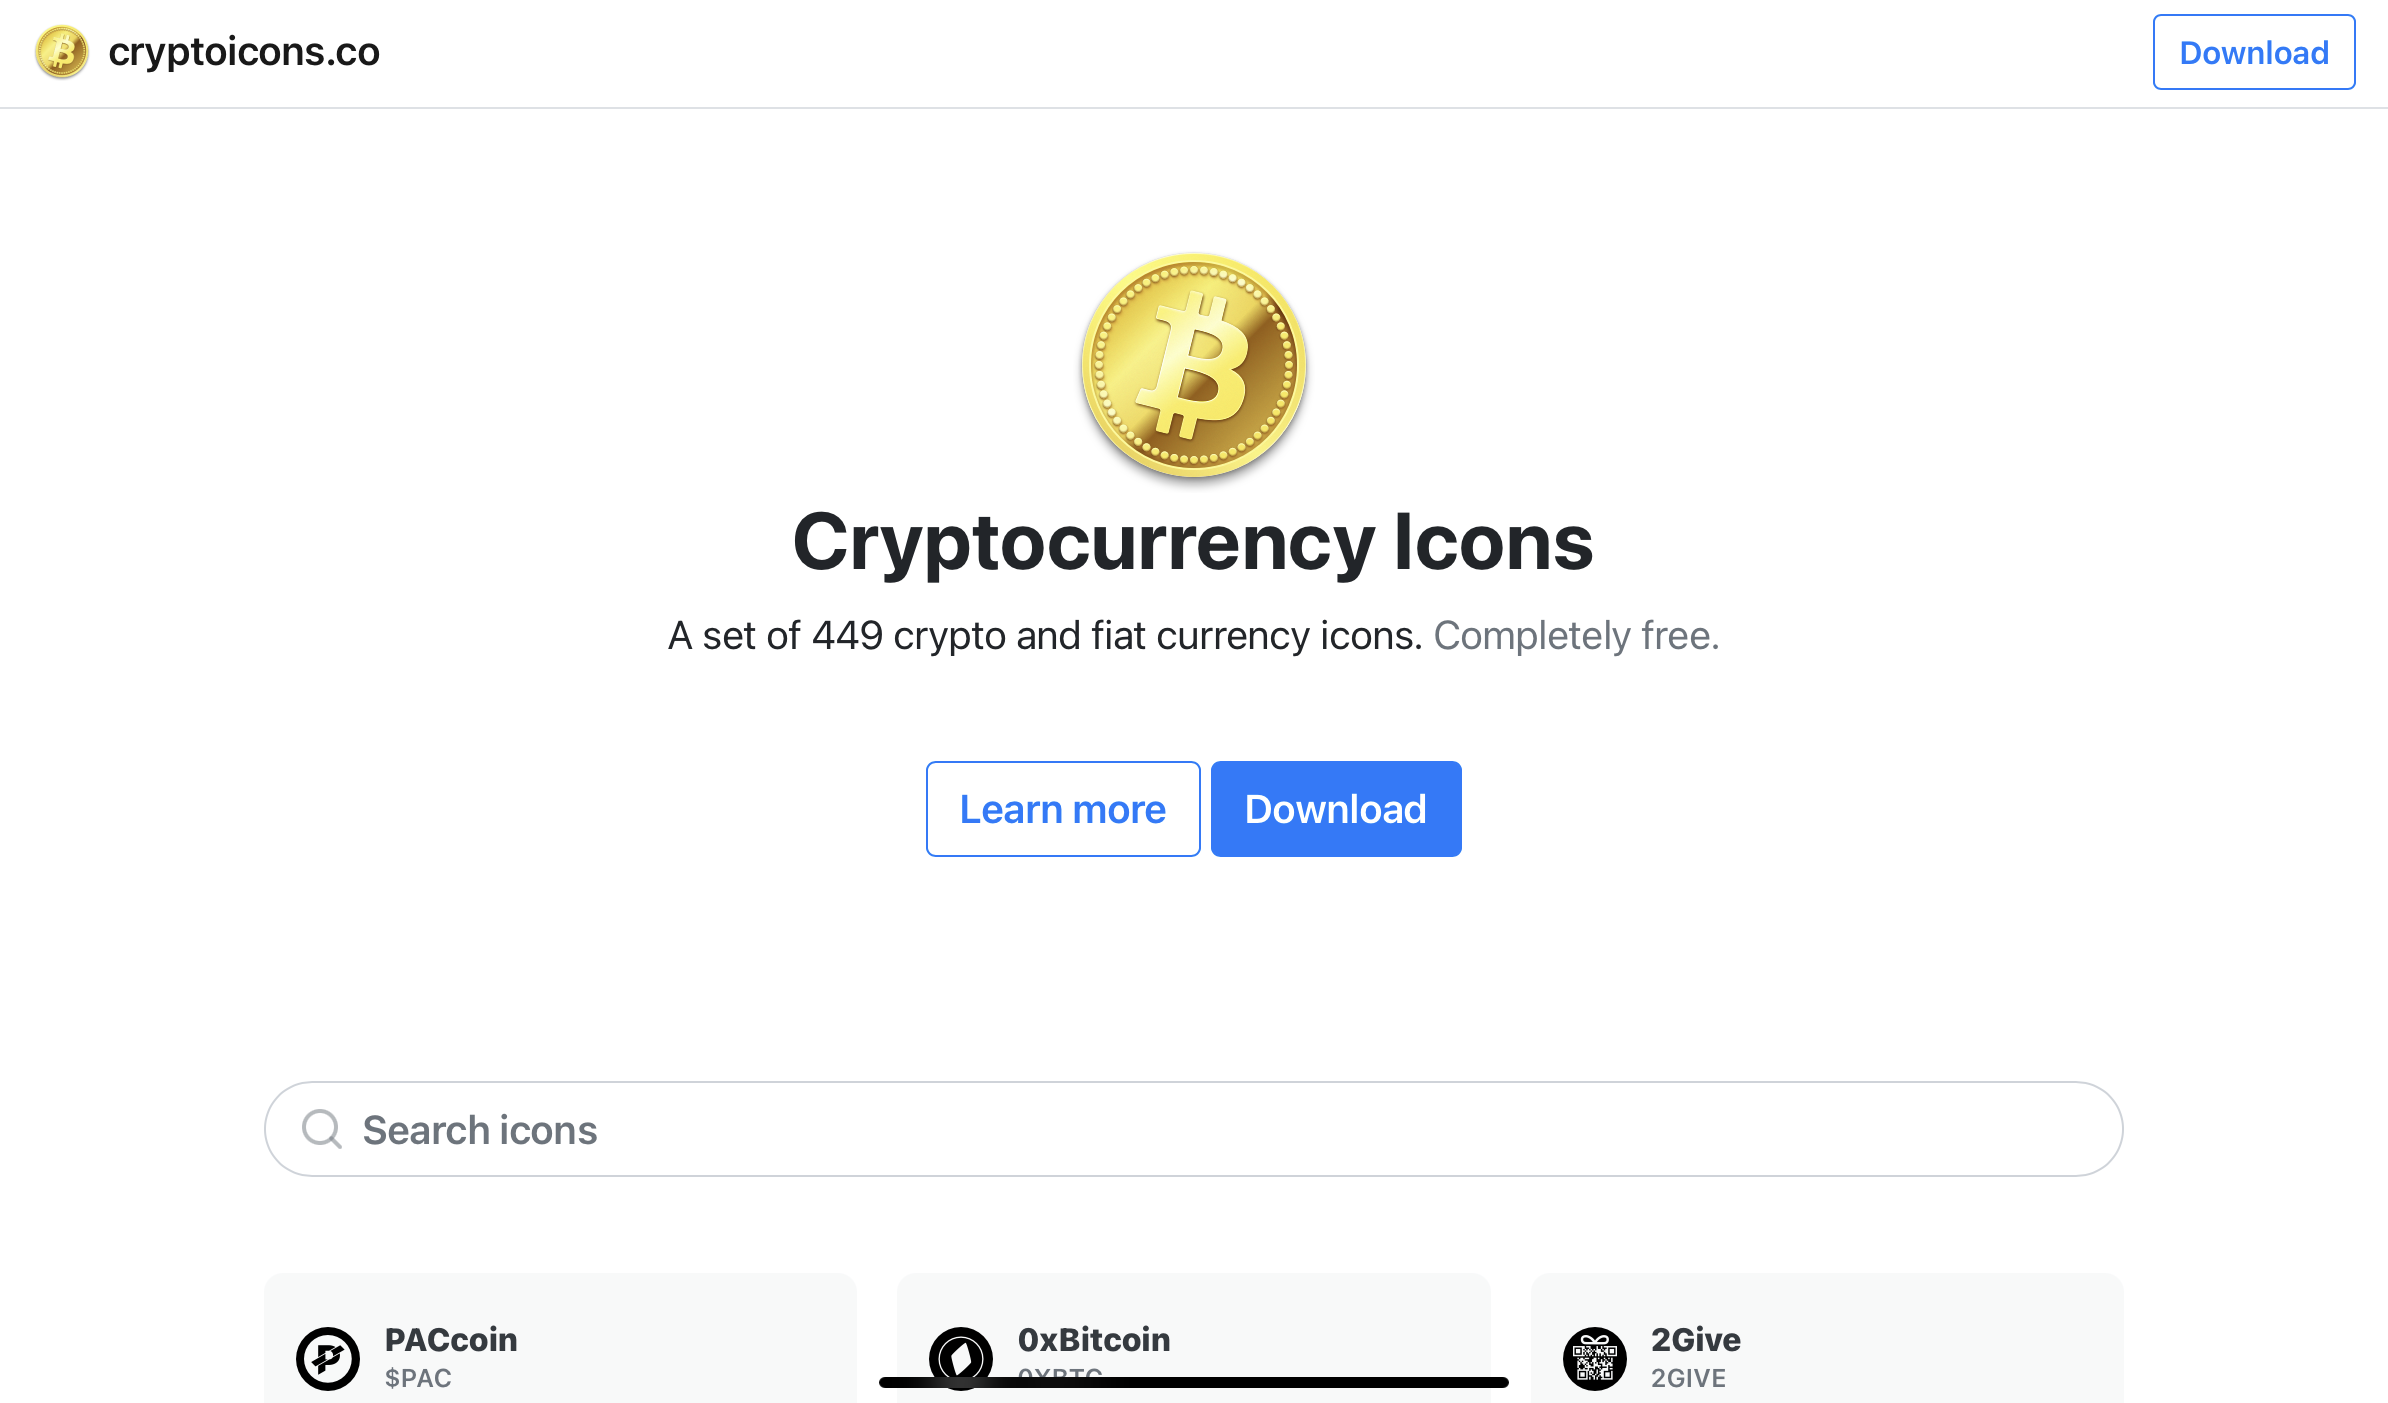 cryptoicons.co
Download
Cryptocurrency Icons
A set of 449 crypto and fiat currency icons. Completely free.
Learn more
Download
Search icons
PACcoin
$PAC
0xBitcoin
0XBTC
2Give
2GIVE